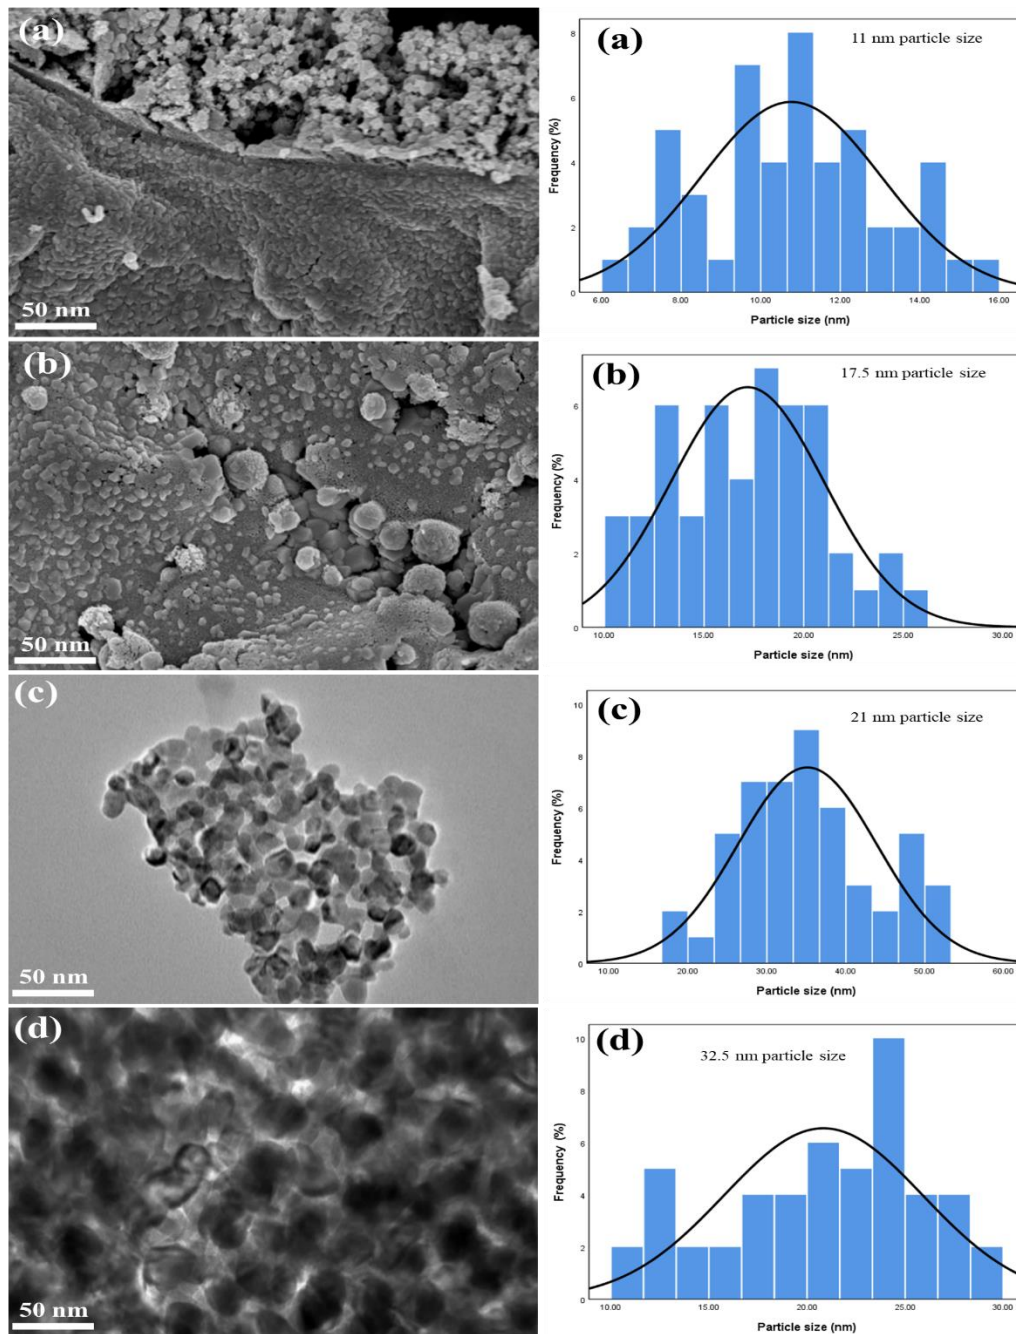 (a)
50 nm
(a)
11 nm particle size
Frequency (%)
8
6
4
2
0
6.00 8.00 10.00 12.00 14.00 16.00
Particle size (nm)
(b)
50 nm
(b)
17.5 nm particle size
Frequency (%)
6
4
2
0
10.00 15.00 20.00 25.00 30.00
Particle size (nm)
(c)
50 nm
(c)
21 nm particle size
Frequency (%)
10
8
6
4
2
0
10.00 20.00 30.00 40.00 50.00 60.00
Particle size (nm)
(d)
50 nm
(d)
32.5 nm particle size
Frequency (%)
10
8
6
4
2
0
10.00 15.00 20.00 25.00 30.00
Particle size (nm)